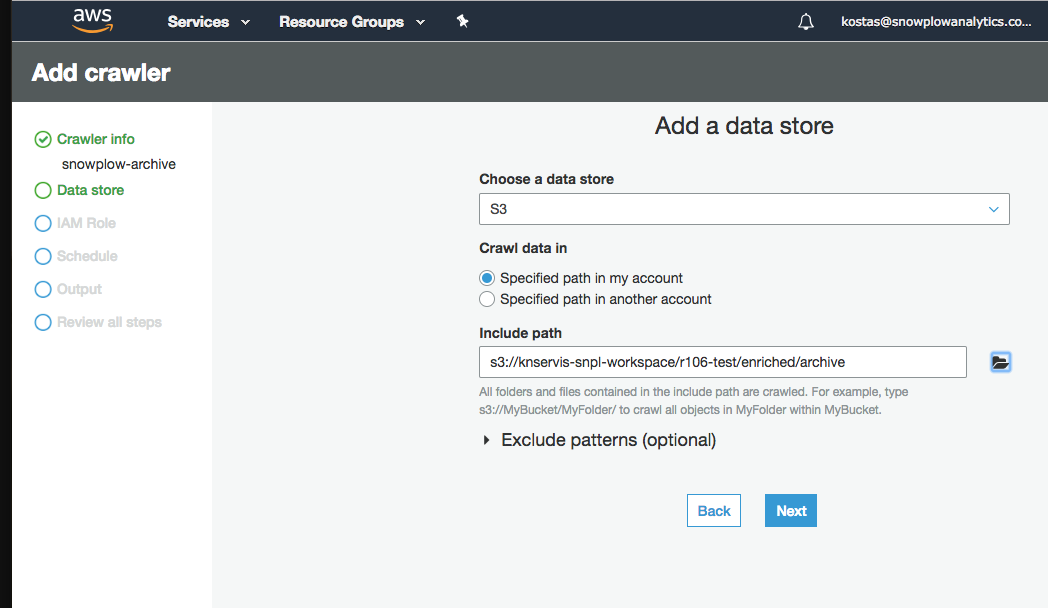 aws Services Resource Groups kostas@snowplowanalytics.co...
Add crawler
Crawler info
snowplow-archive
Data store
IAM Role
Schedule
Output
Review all steps
Add a data store
Choose a data store
S3
Crawl data in
Specified path in my account
Specified path in another account
Include path
s3://knservis-snpl-workspace/r106-test/enriched/archive
All folders and files contained in the include path are crawled. For example, type
s3://MyBucket/MyFolder/ to crawl all objects in MyFolder within MyBucket.
Exclude patterns (optional)
Back Next